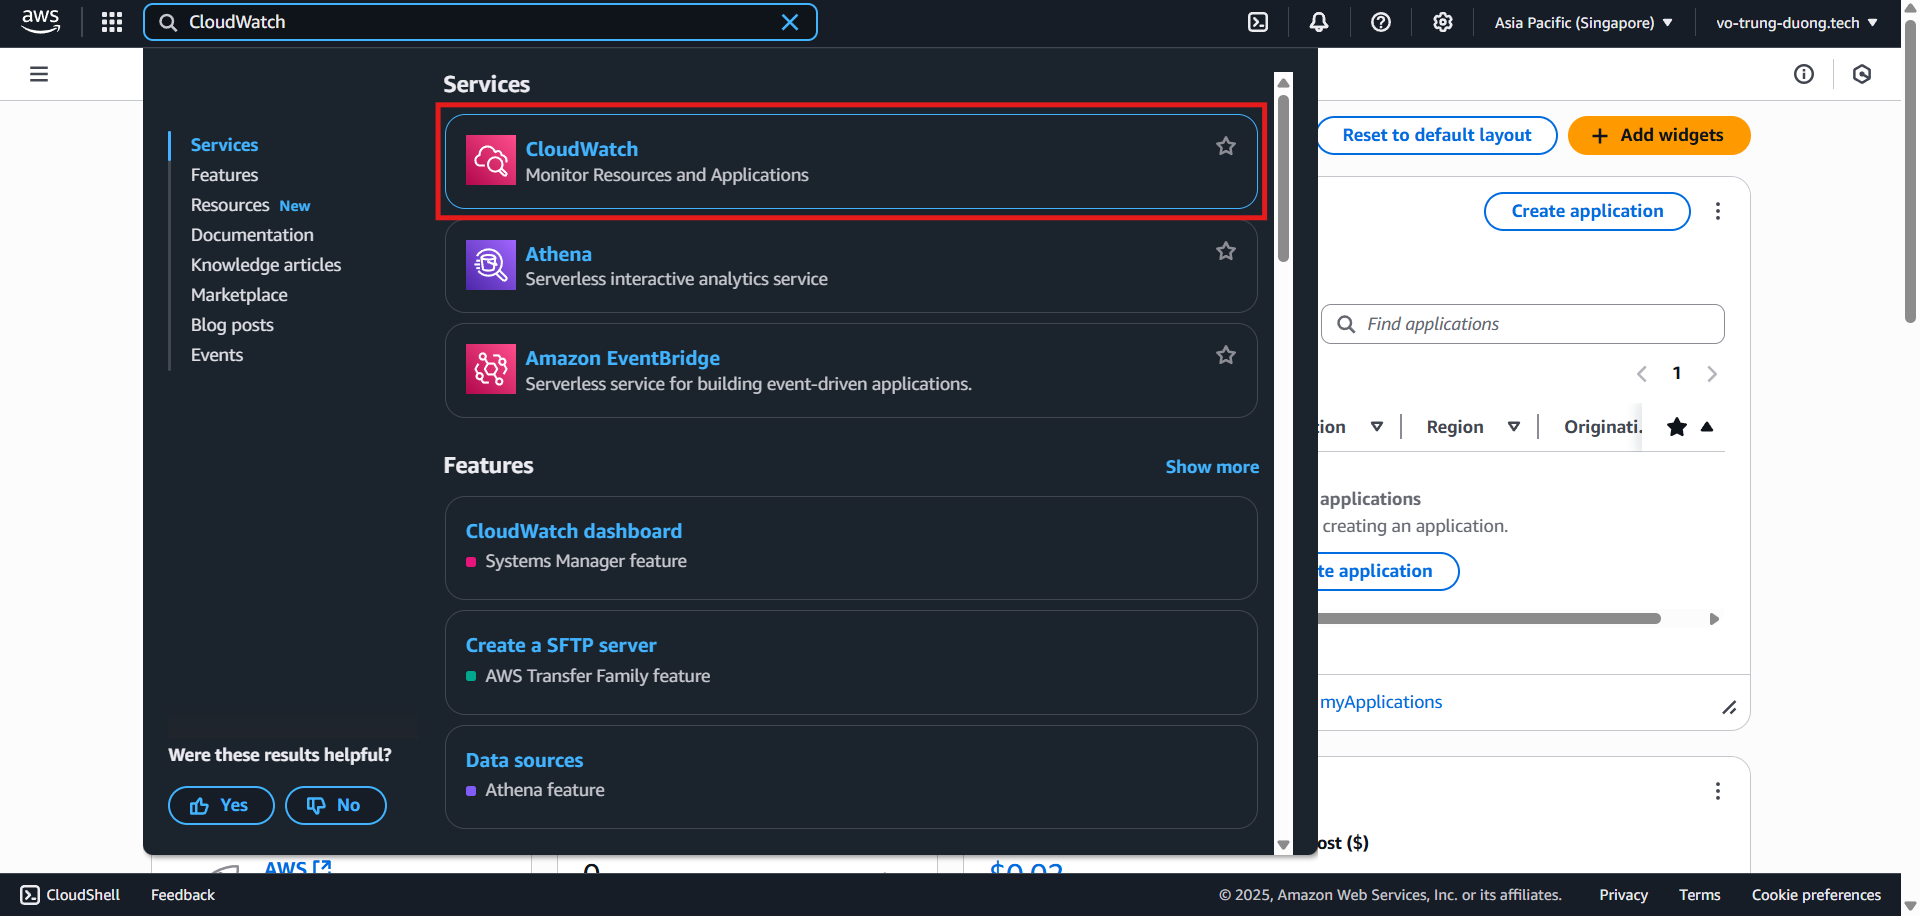 aws
CloudWatch
Asia Pacific (Singapore)
vo-trung-duong.tech
Services
Features
Resources New
Documentation
Knowledge articles
Marketplace
Blog posts
Events
Were these results helpful?
Yes
No
Services
CloudWatch
Monitor Resources and Applications
Athena
Serverless interactive analytics service
Amazon EventBridge
Serverless service for building event-driven applications.
Features
Show more
CloudWatch dashboard
Systems Manager feature
Create a SFTP server
AWS Transfer Family feature
Data sources
Athena feature
Reset to default layout
+ Add widgets
Create application
Find applications
1
tion
Region
Originati.
applications
creating an application.
te application
myApplications
ost ($)
AWS
0
$0.02
CloudShell
Feedback
© 2025, Amazon Web Services, Inc. or its affiliates.
Privacy
Terms
Cookie preferences